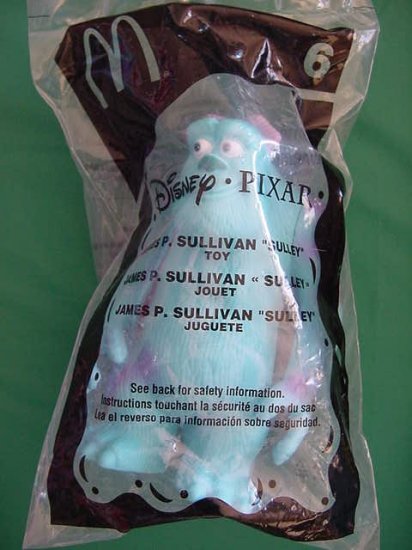 M
6
Disney · PIXAR ·
JAMES P. SULLIVAN "SULLEY"
TOY
JAMES P. SULLIVAN « SULLEY »
JOUET
JAMES P. SULLIVAN "SULLEY"
JUGUETE
See back for safety information.
Instructions touchant la sécurité au dos du sac
Lea el reverso para información sobre seguridad.